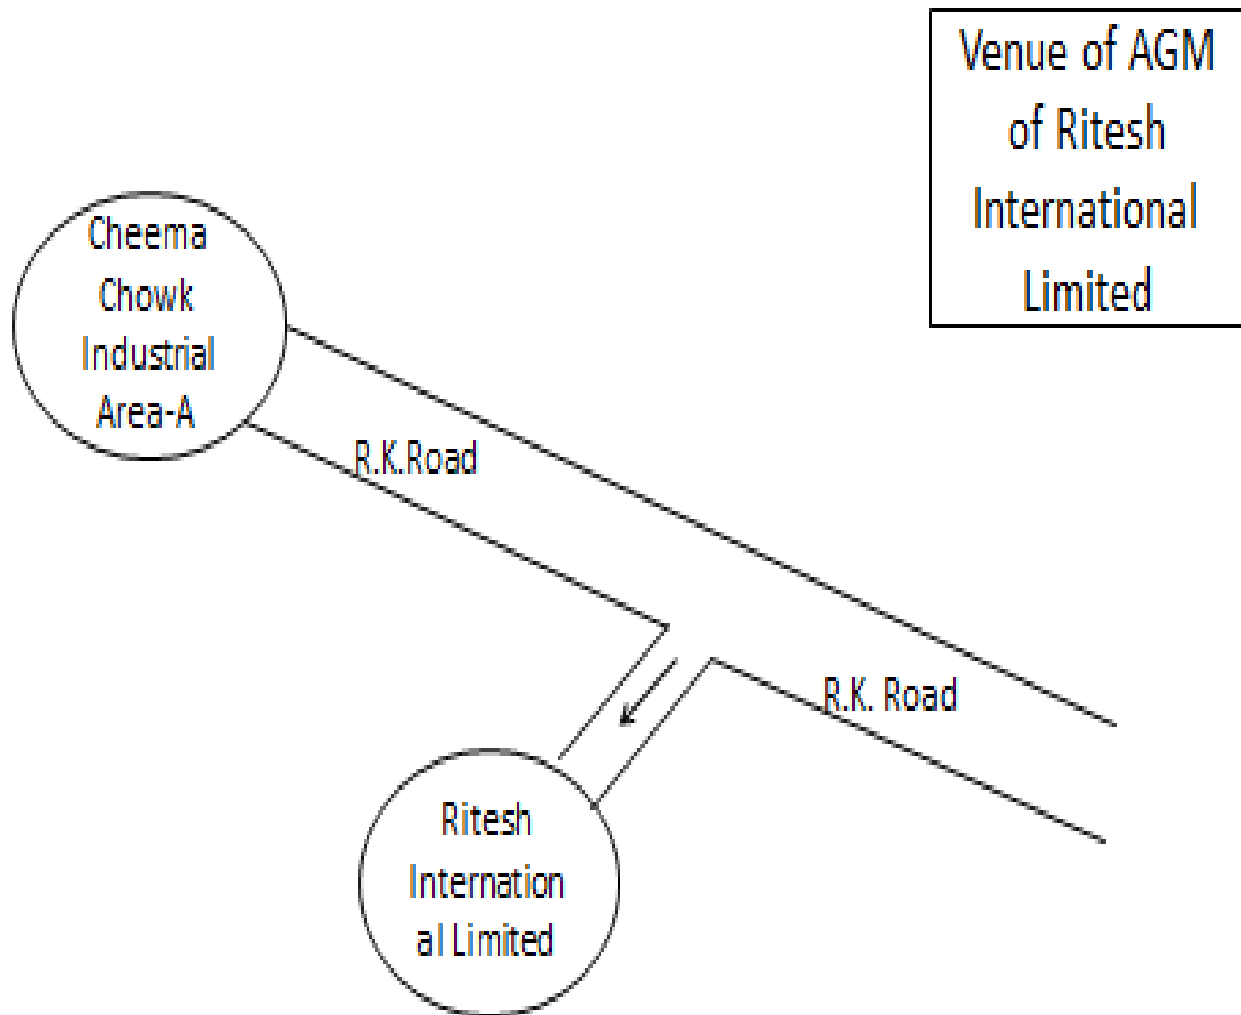 Venue of AGM
of Ritesh
International
Limited
Cheema
Chowk
Industrial
Area-A
R.K.Road
R.K. Road
Ritesh
Internation
al Limited